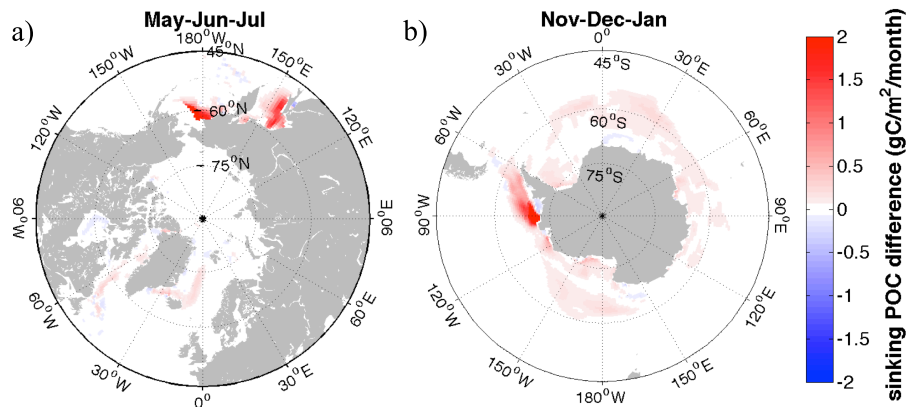 a)
May-Jun-Jul
180°W
45°N
150°W
150°E
60°N
120°W
120°E
75°N
90°W
90°E
60°W
60°E
30°W
30°E
0°
b)
Nov-Dec-Jan
0°
45°S
30°W
30°E
60°S
60°W
60°E
75°S
90°W
90°E
120°W
120°E
150°W
150°E
180°W
2
1.5
1
0.5
0
-0.5
-1
-1.5
-2
sinking POC difference (gC/m²/month)